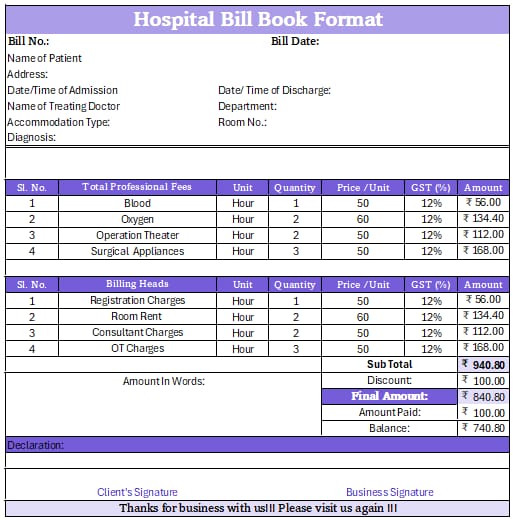 Hospital Bill Book Format
Bill No.: Bill Date:
Name of Patient
Address:
Date/Time of Admission Date/ Time of Discharge:
Name of Treating Doctor Department:
Accommodation Type: Room No.:
Diagnosis:
Sl. No. Total Professional Fees Unit Quantity Price / Unit GST (%) Amount
1 Blood Hour 1 50 12% ₹ 56.00
2 Oxygen Hour 2 60 12% ₹ 134.40
3 Operation Theater Hour 2 50 12% ₹ 112.00
4 Surgical Appliances Hour 3 50 12% ₹ 168.00
Sl. No. Billing Heads Unit Quantity Price / Unit GST (%) Amount
1 Registration Charges Hour 1 50 12% ₹ 56.00
2 Room Rent Hour 2 60 12% ₹ 134.40
3 Consultant Charges Hour 2 50 12% ₹ 112.00
4 OT Charges Hour 3 50 12% ₹ 168.00
Sub Total ₹ 940.80
Amount In Words: Discount: ₹ 100.00
Final Amount: ₹ 840.80
Amount Paid: ₹ 100.00
Balance: ₹ 740.80
Declaration:
Client's Signature Business Signature
Thanks for business with us!!! Please visit us again !!!